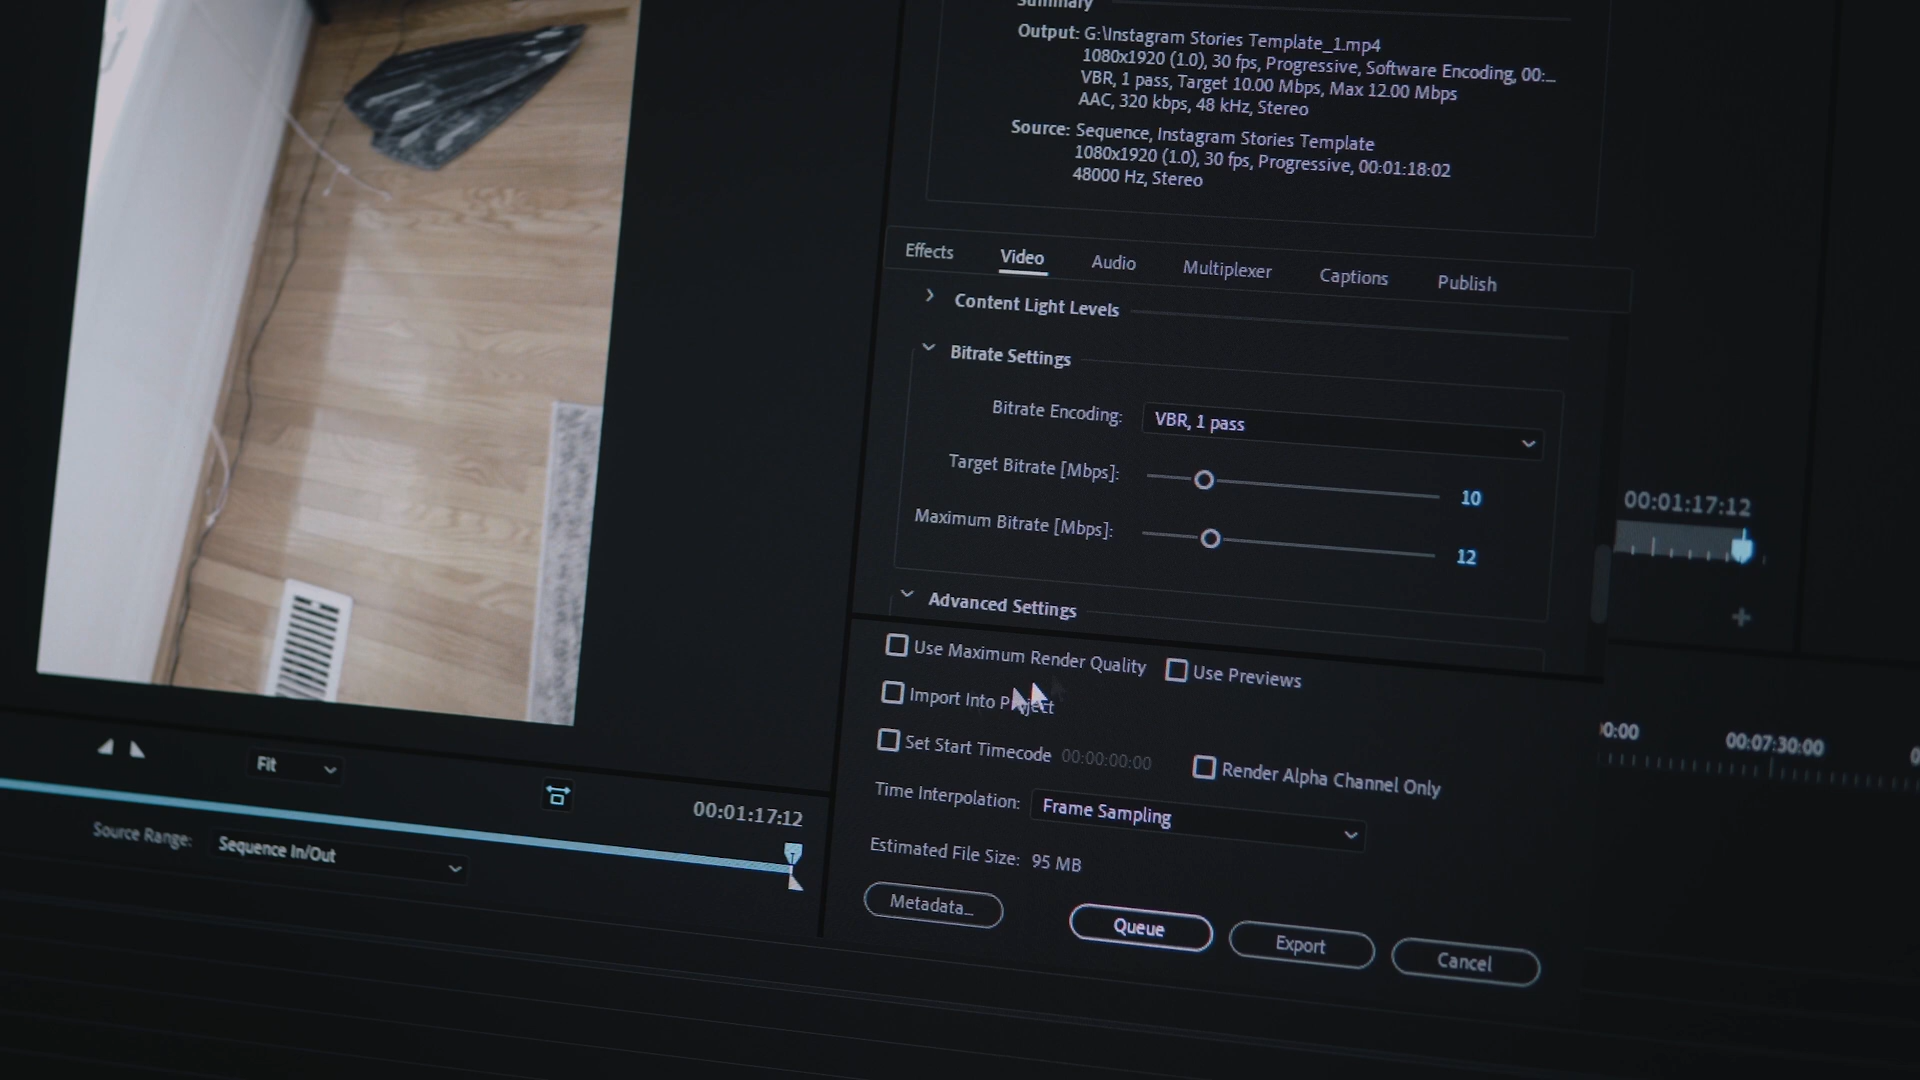 Summary
Output: G:\Instagram Stories Template_1.mp4
1080x1920 (1.0), 30 fps, Progressive, Software Encoding, 00:...
VBR, 1 pass, Target 10.00 Mbps, Max 12.00 Mbps
AAC, 320 kbps, 48 kHz, Stereo
Source: Sequence, Instagram Stories Template
1080x1920 (1.0), 30 fps, Progressive, 00:01:18:02
48000 Hz, Stereo
Effects Video Audio Multiplexer Captions Publish
Content Light Levels
Bitrate Settings
Bitrate Encoding: VBR, 1 pass
Target Bitrate [Mbps]: 10
Maximum Bitrate [Mbps]: 12
Advanced Settings
Use Maximum Render Quality Use Previews
Import Into Project
Set Start Timecode 00:00:00:00 Render Alpha Channel Only
Time Interpolation: Frame Sampling
Estimated File Size: 95 MB
Metadata... Queue Export Cancel
Fit
00:01:17:12
Source Range: Sequence In/Out
00:01:17:12
00:07:30:00